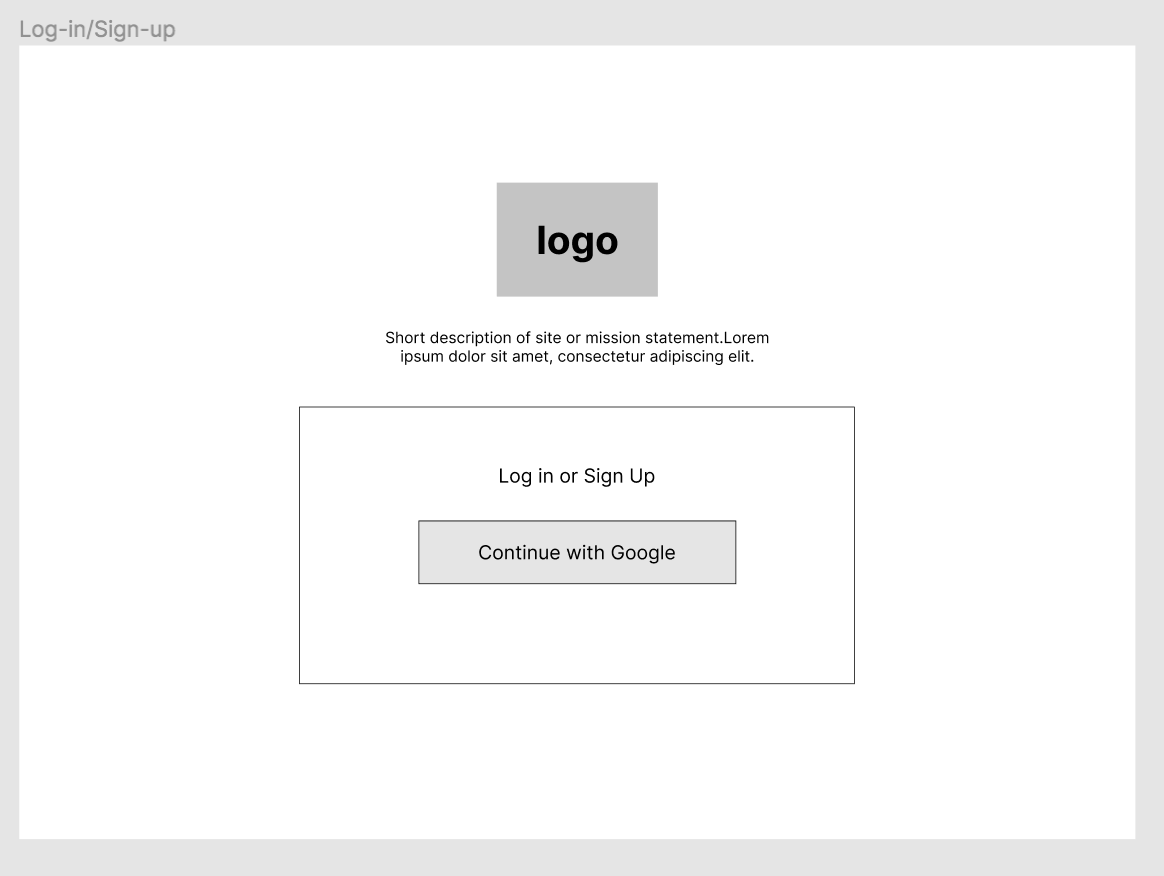 Log-in/Sign-up
logo
Short description of site or mission statement.Lorem
ipsum dolor sit amet, consectetur adipiscing elit.
Log in or Sign Up
Continue with Google